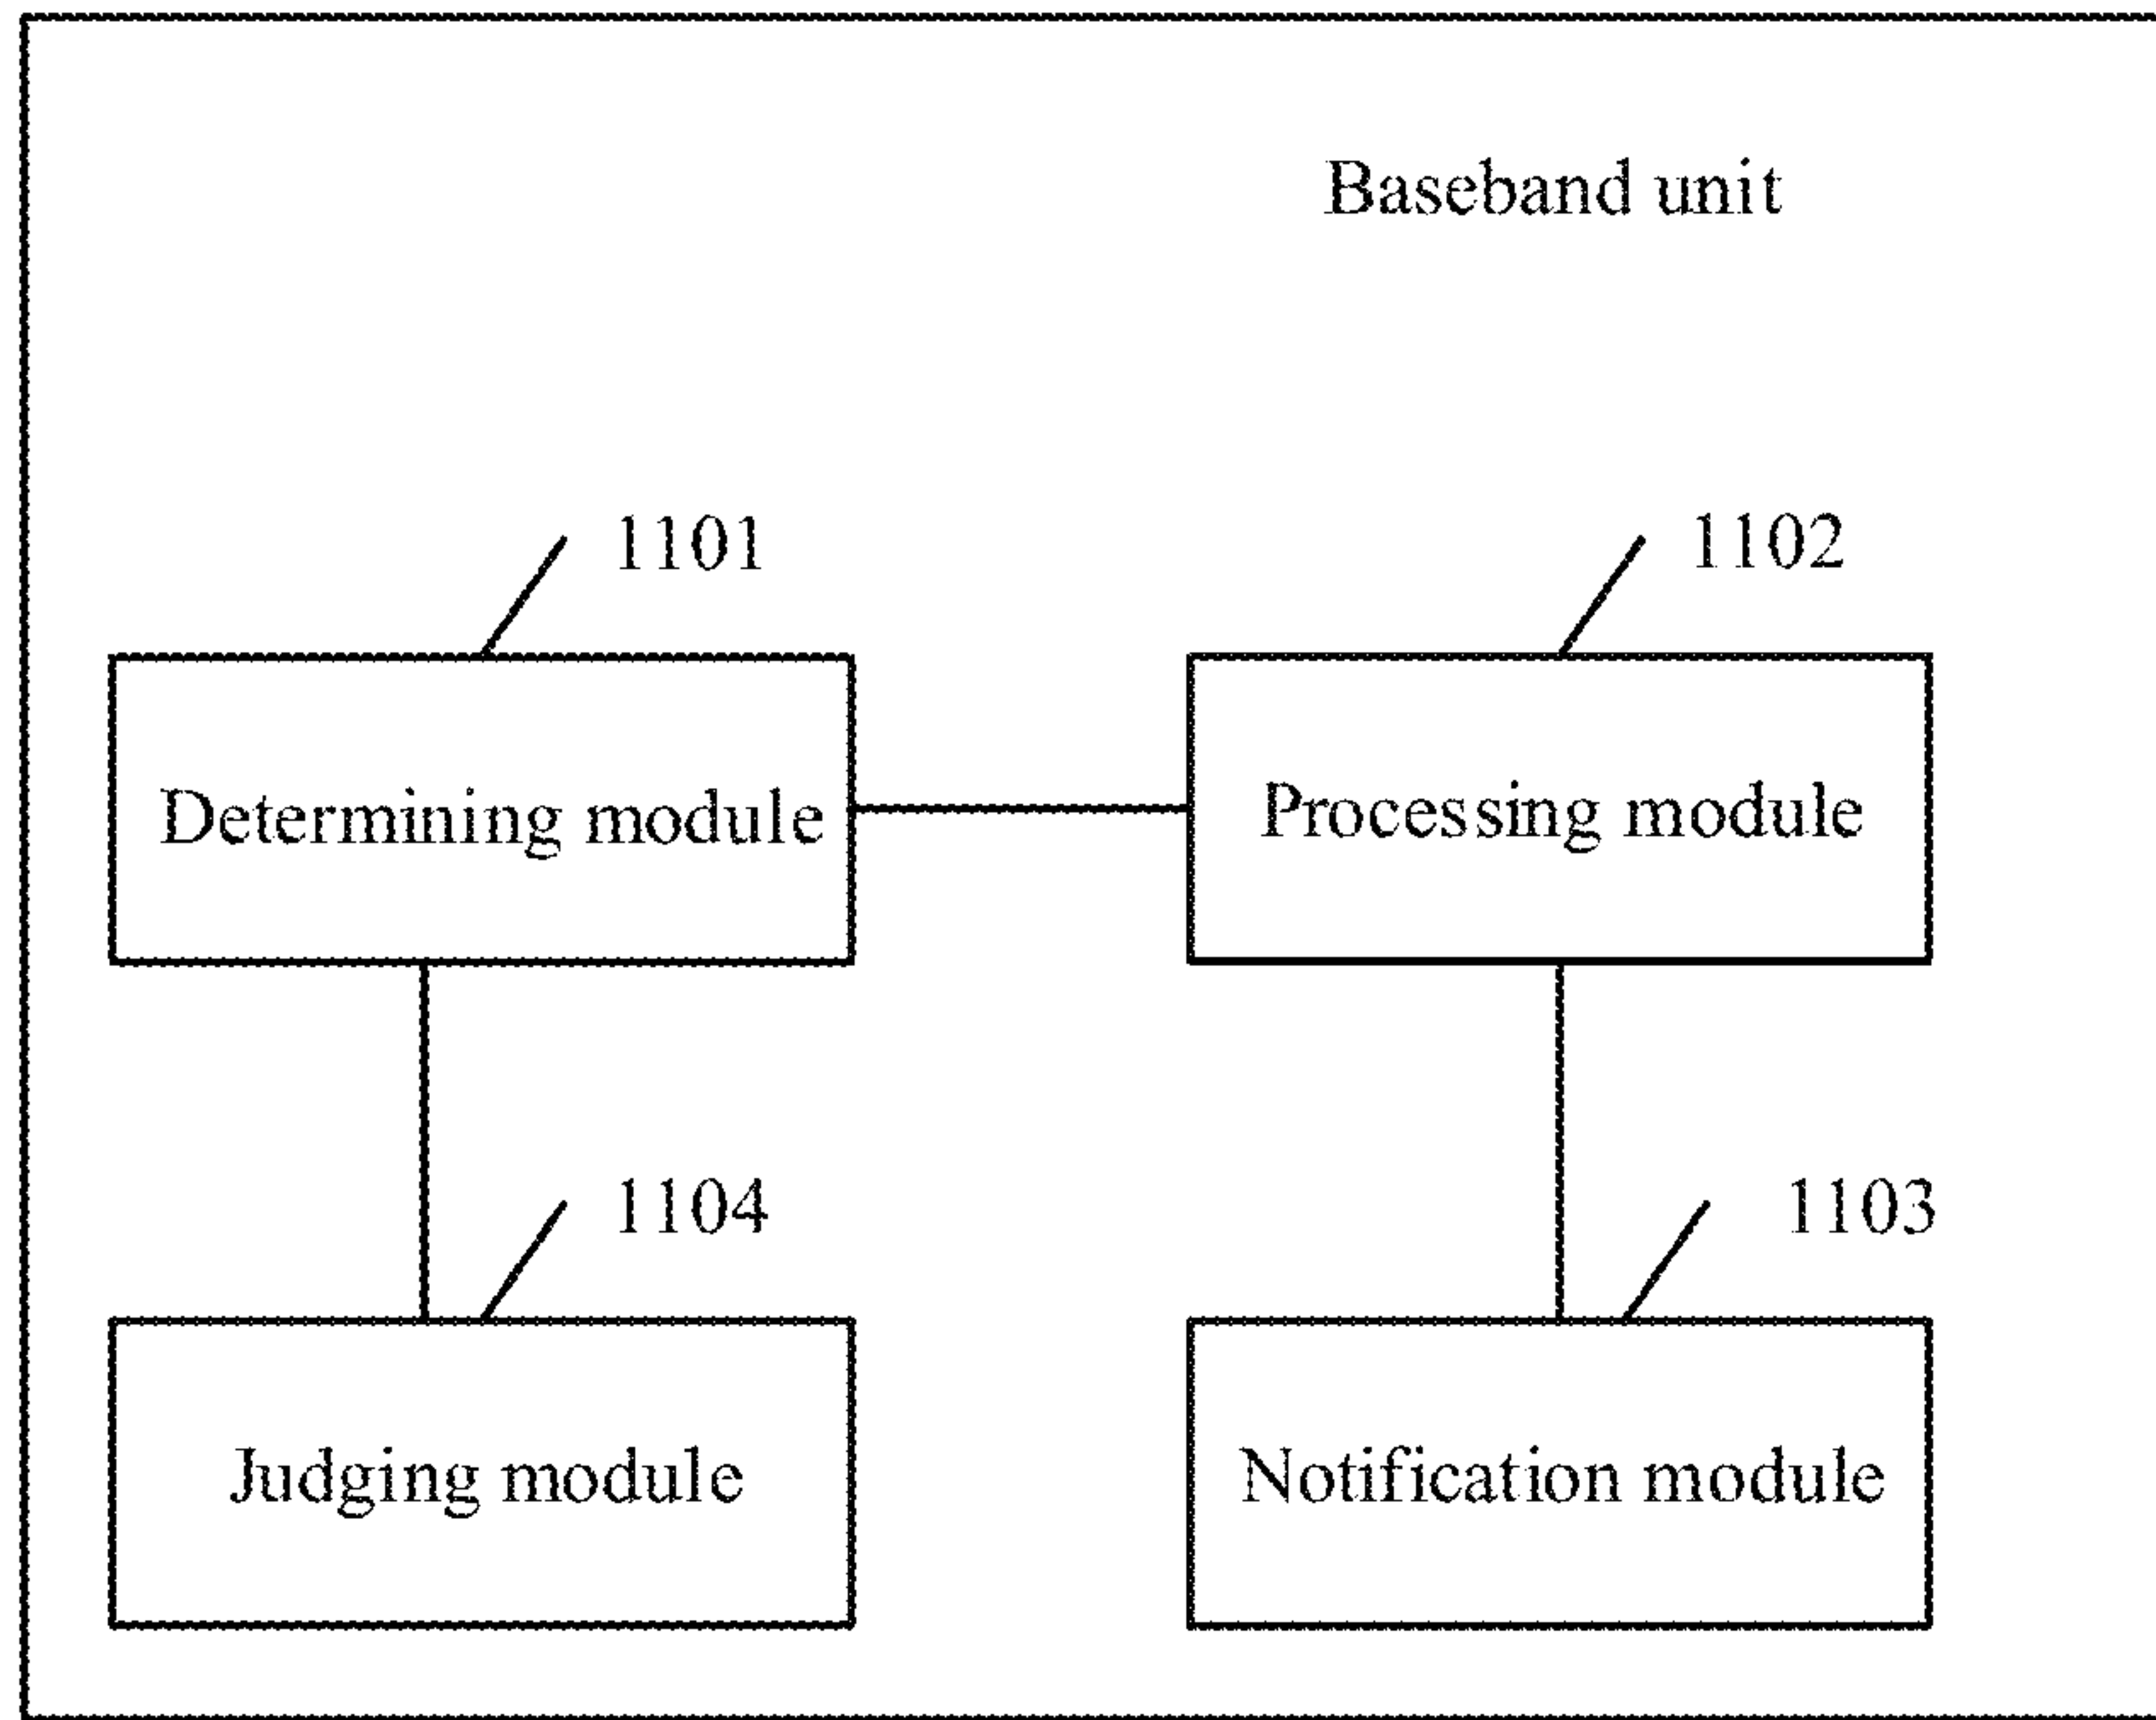 Baseband unit
1101
1102
Determining module
Processing module
1104
1103
Judging module
Notification module